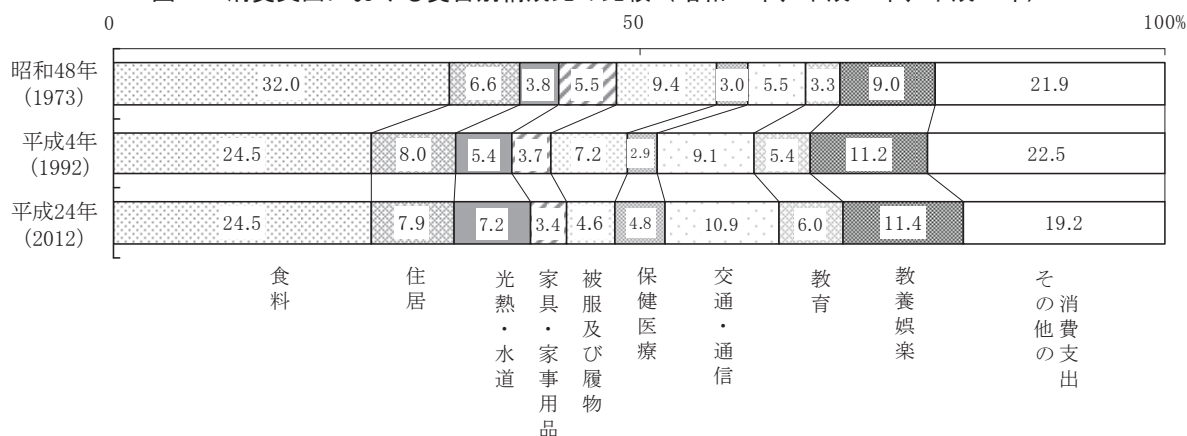 0 50 100%
昭和48年
(1973)
32.0 6.6 3.8 5.5 9.4 3.0 5.5 3.3 9.0 21.9
平成4年
(1992)
24.5 8.0 5.4 3.7 7.2 2.9 9.1 5.4 11.2 22.5
平成24年
(2012)
24.5 7.9 7.2 3.4 4.6 4.8 10.9 6.0 11.4 19.2
食料
住居
光熱・水道
家具・家事用品
被服及び履物
保健医療
交通・通信
教育
教養娯楽
その他の
消費支出